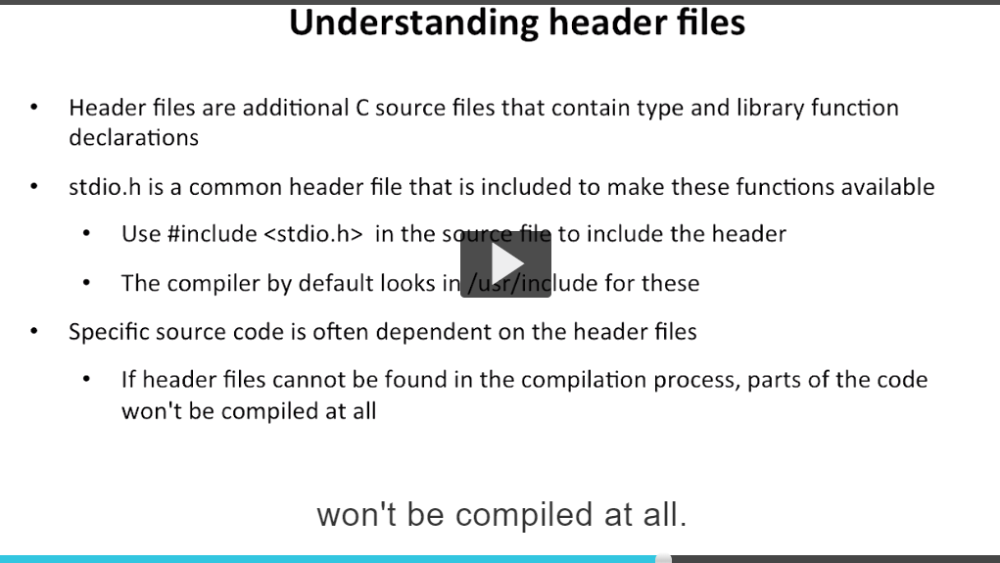 Understanding header files
• Header files are additional C source files that contain type and library function
declarations
• stdio.h is a common header file that is included to make these functions available
• Use #include <stdio.h> in the source file to include the header
• The compiler by default looks in /usr/include for these
• Specific source code is often dependent on the header files
• If header files cannot be found in the compilation process, parts of the code
won't be compiled at all
won't be compiled at all.